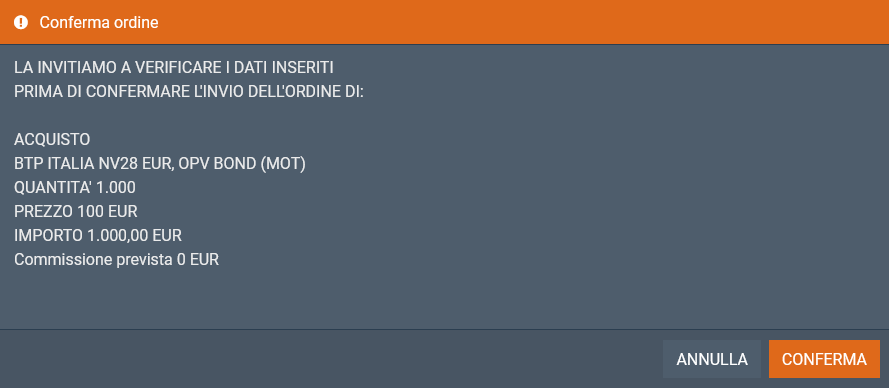 Conferma ordine
LA INVITIAMO A VERIFICARE I DATI INSERITI
PRIMA DI CONFERMARE L'INVIO DELL'ORDINE DI:
ACQUISTO
BTP ITALIA NV28 EUR, OPV BOND (MOT)
QUANTITA' 1.000
PREZZO 100 EUR
IMPORTO 1.000,00 EUR
Commissione prevista 0 EUR
ANNULLA CONFERMA